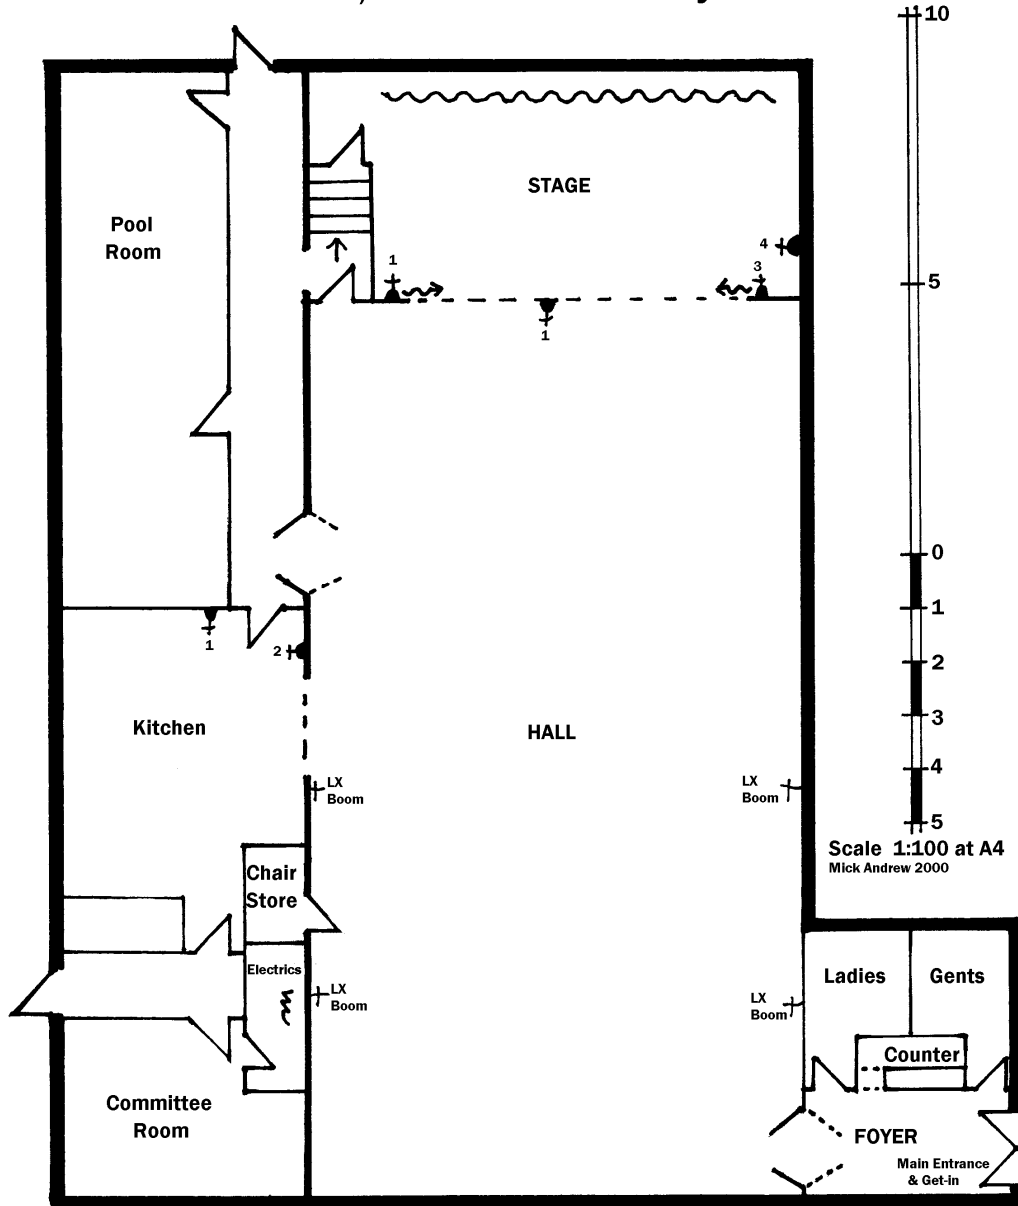 10
STAGE
Pool
Room
4
1
3
5
1
0
1
1
2
2
Kitchen
HALL
3
LX
Boom
LX
Boom
4
5
Scale 1:100 at A4
Mick Andrew 2000
Chair
Store
Electrics
LX
Boom
LX
Boom
Ladies
Gents
Counter
Committee
Room
FOYER
Main Entrance
& Get-in